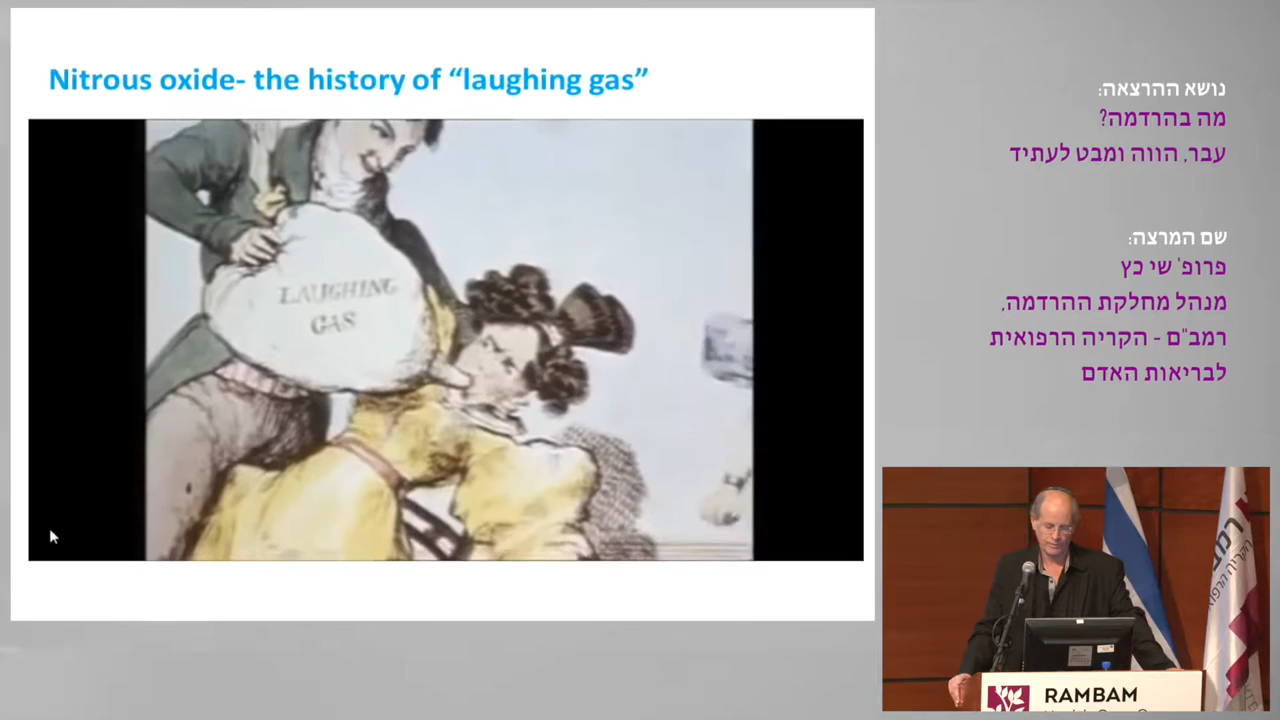 Nitrous oxide- the history of “laughing gas”
LAUGHING
GAS
נושא ההרצאה:
מה בהרדמה?
עבר, הווה ומבט לעתיד
שם המרצה:
פרופ' שי כץ
מנהל מחלקת ההרדמה,
רמב"ם - הקריה הרפואית
לבריאות האדם
RAMBAM